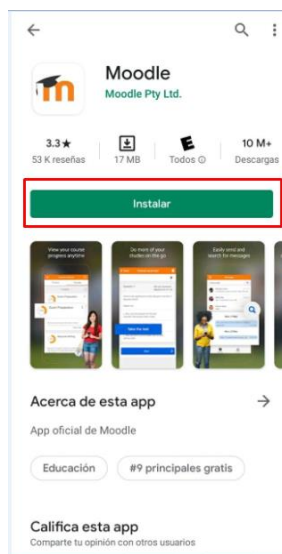 Moodle
Moodle Pty Ltd.
3.3★
53 K reseñas
17 MB
E
Todos
10 M+
Descargas
Instalar
View your course
progress anytime
Do more of your
studies on the go
Easily send and
search for messages
Acerca de esta app
App oficial de Moodle
Educación
#9 principales gratis
Califica esta app
Comparte tu opinión con otros usuarios